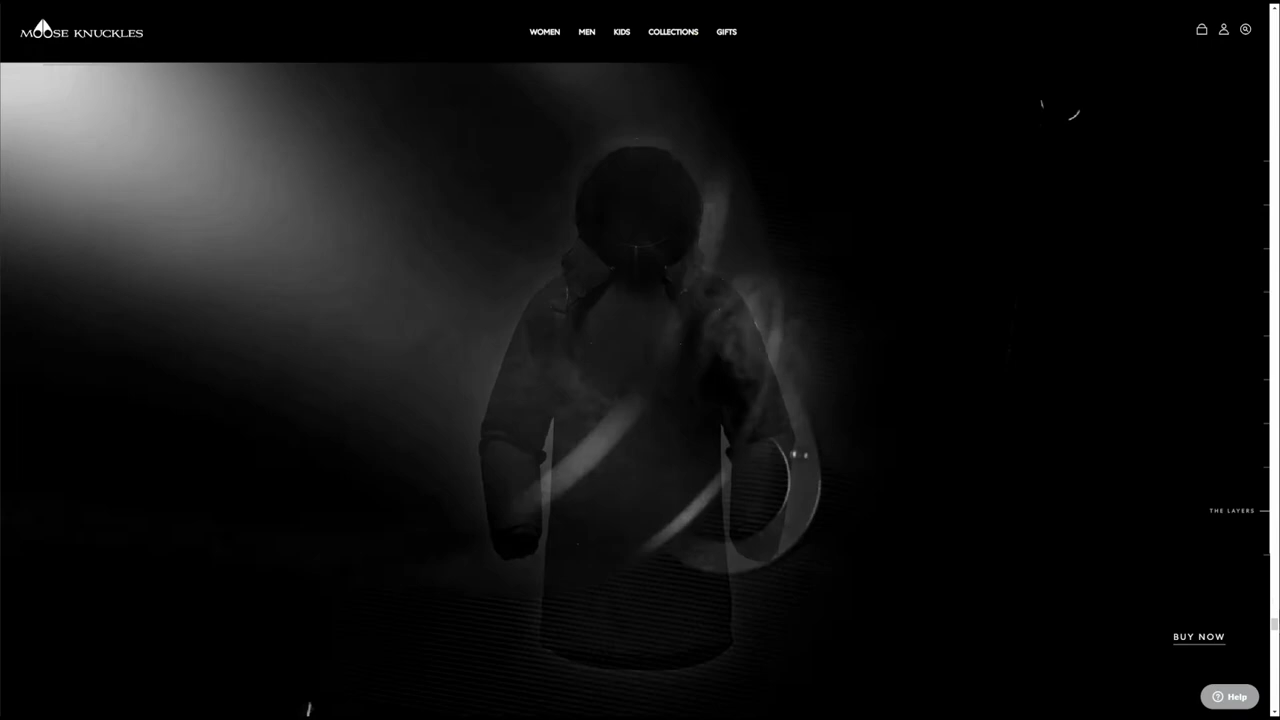 MOOSE KNUCKLES
WOMEN MEN KIDS COLLECTIONS GIFTS
THE LAYERS
BUY NOW
Help